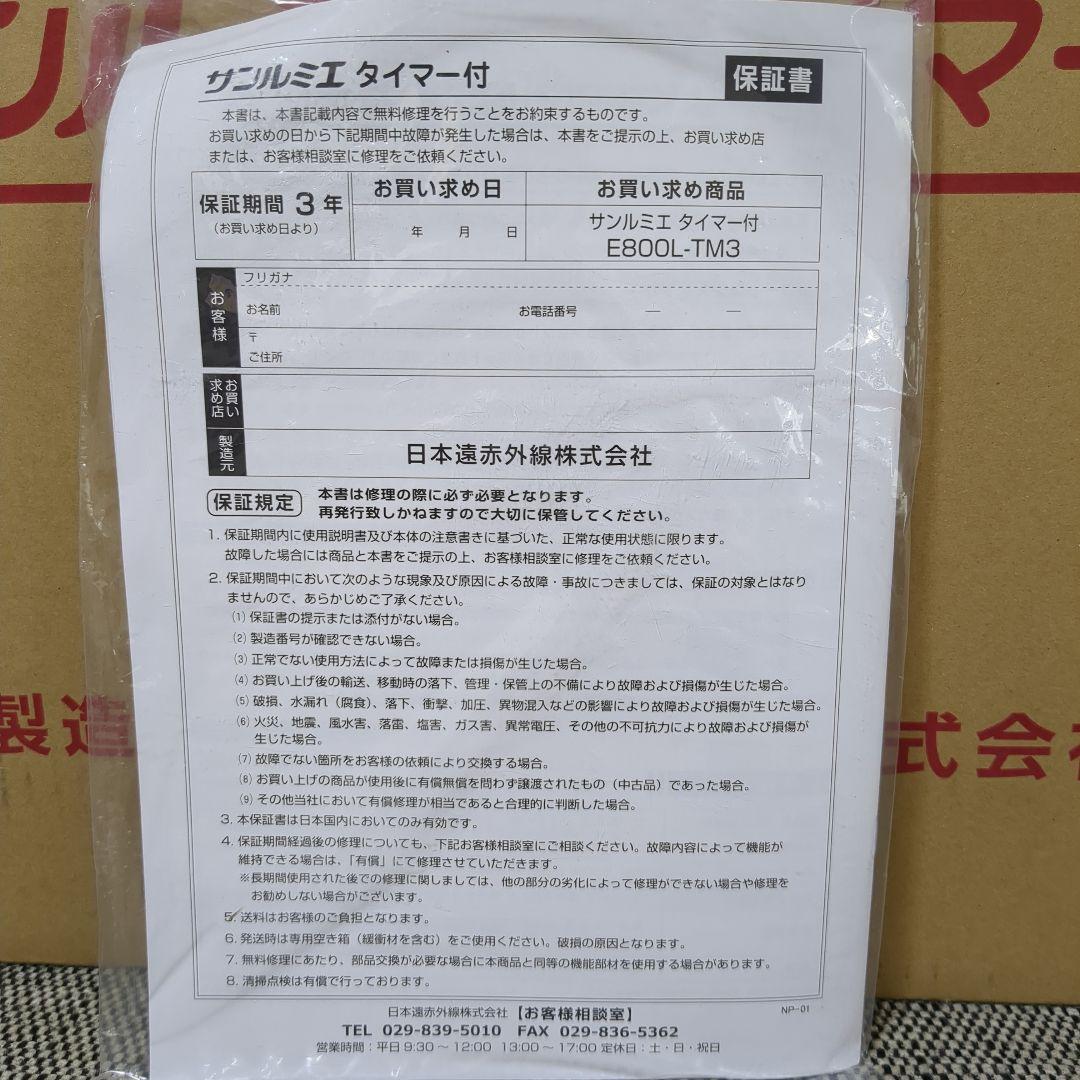 サンルミエ タイマー付
保証書
本書は、本書記載内容で無料修理を行うことをお約束するものです。
お買い求めの日から下記期間中故障が発生した場合は、本書をご提示の上、お買い求め店
または、お客様相談室に修理をご依頼ください。
保証期間 3 年
(お買い求め日より)
お買い求め日
年 月 日
お買い求め商品
サンルミエ タイマー付
E800L-TM3
お客様
フリガナ
お名前
お電話番号 ー ー
〒
ご住所
お買い求め店
製造元
日本遠赤外線株式会社
保証規定
本書は修理の際に必ず必要となります。
再発行致しかねますので大切に保管してください。
1. 保証期間内に使用説明書及び本体の注意書きに基づいた、正常な使用状態に限ります。
故障した場合には商品と本書をご提示の上、お客様相談室に修理をご依頼ください。
2. 保証期間中において次のような現象及び原因による故障・事故につきましては、保証の対象とはなり
ませんので、あらかじめご了承ください。
(1) 保証書の提示または添付がない場合。
(2) 製造番号が確認できない場合。
(3) 正常でない使用方法によって故障または損傷が生じた場合。
(4) お買い上げ後の輸送、移動時の落下、管理・保管上の不備により故障および損傷が生じた場合。
(5) 破損、水漏れ（腐食）、落下、衝撃、加圧、異物混入などの影響により故障および損傷が生じた場合。
(6) 火災、地震、風水害、落雷、塩害、ガス害、異常電圧、その他の不可抗力により故障および損傷が
生じた場合。
(7) 故障でない箇所をお客様の依頼により交換する場合。
(8) お買い上げの商品が使用後に有償無償を問わず譲渡されたもの（中古品）であった場合。
(9) その他当社において有償修理が相当であると合理的に判断した場合。
3. 本保証書は日本国内においてのみ有効です。
4. 保証期間経過後の修理についても、下記お客様相談室にご相談ください。故障内容によって機能が
維持できる場合は、「有償」にて修理させていただきます。
※長期間使用された後での修理に関しましては、他の部分の劣化によって修理ができない場合や修理を
お勧めしない場合がございます。
5. 送料はお客様のご負担となります。
6. 発送時は専用空き箱（緩衝材を含む）をご使用ください。破損の原因となります。
7. 無料修理にあたり、部品交換が必要な場合に本商品と同等の機能部材を使用する場合があります。
8. 清掃点検は有償で行っております。
日本遠赤外線株式会社【お客様相談室】
NP-01
TEL 029-839-5010 FAX 029-836-5362
営業時間：平日9:30～12:00 13:00～17:00 定休日：土・日・祝日
製造
式会社